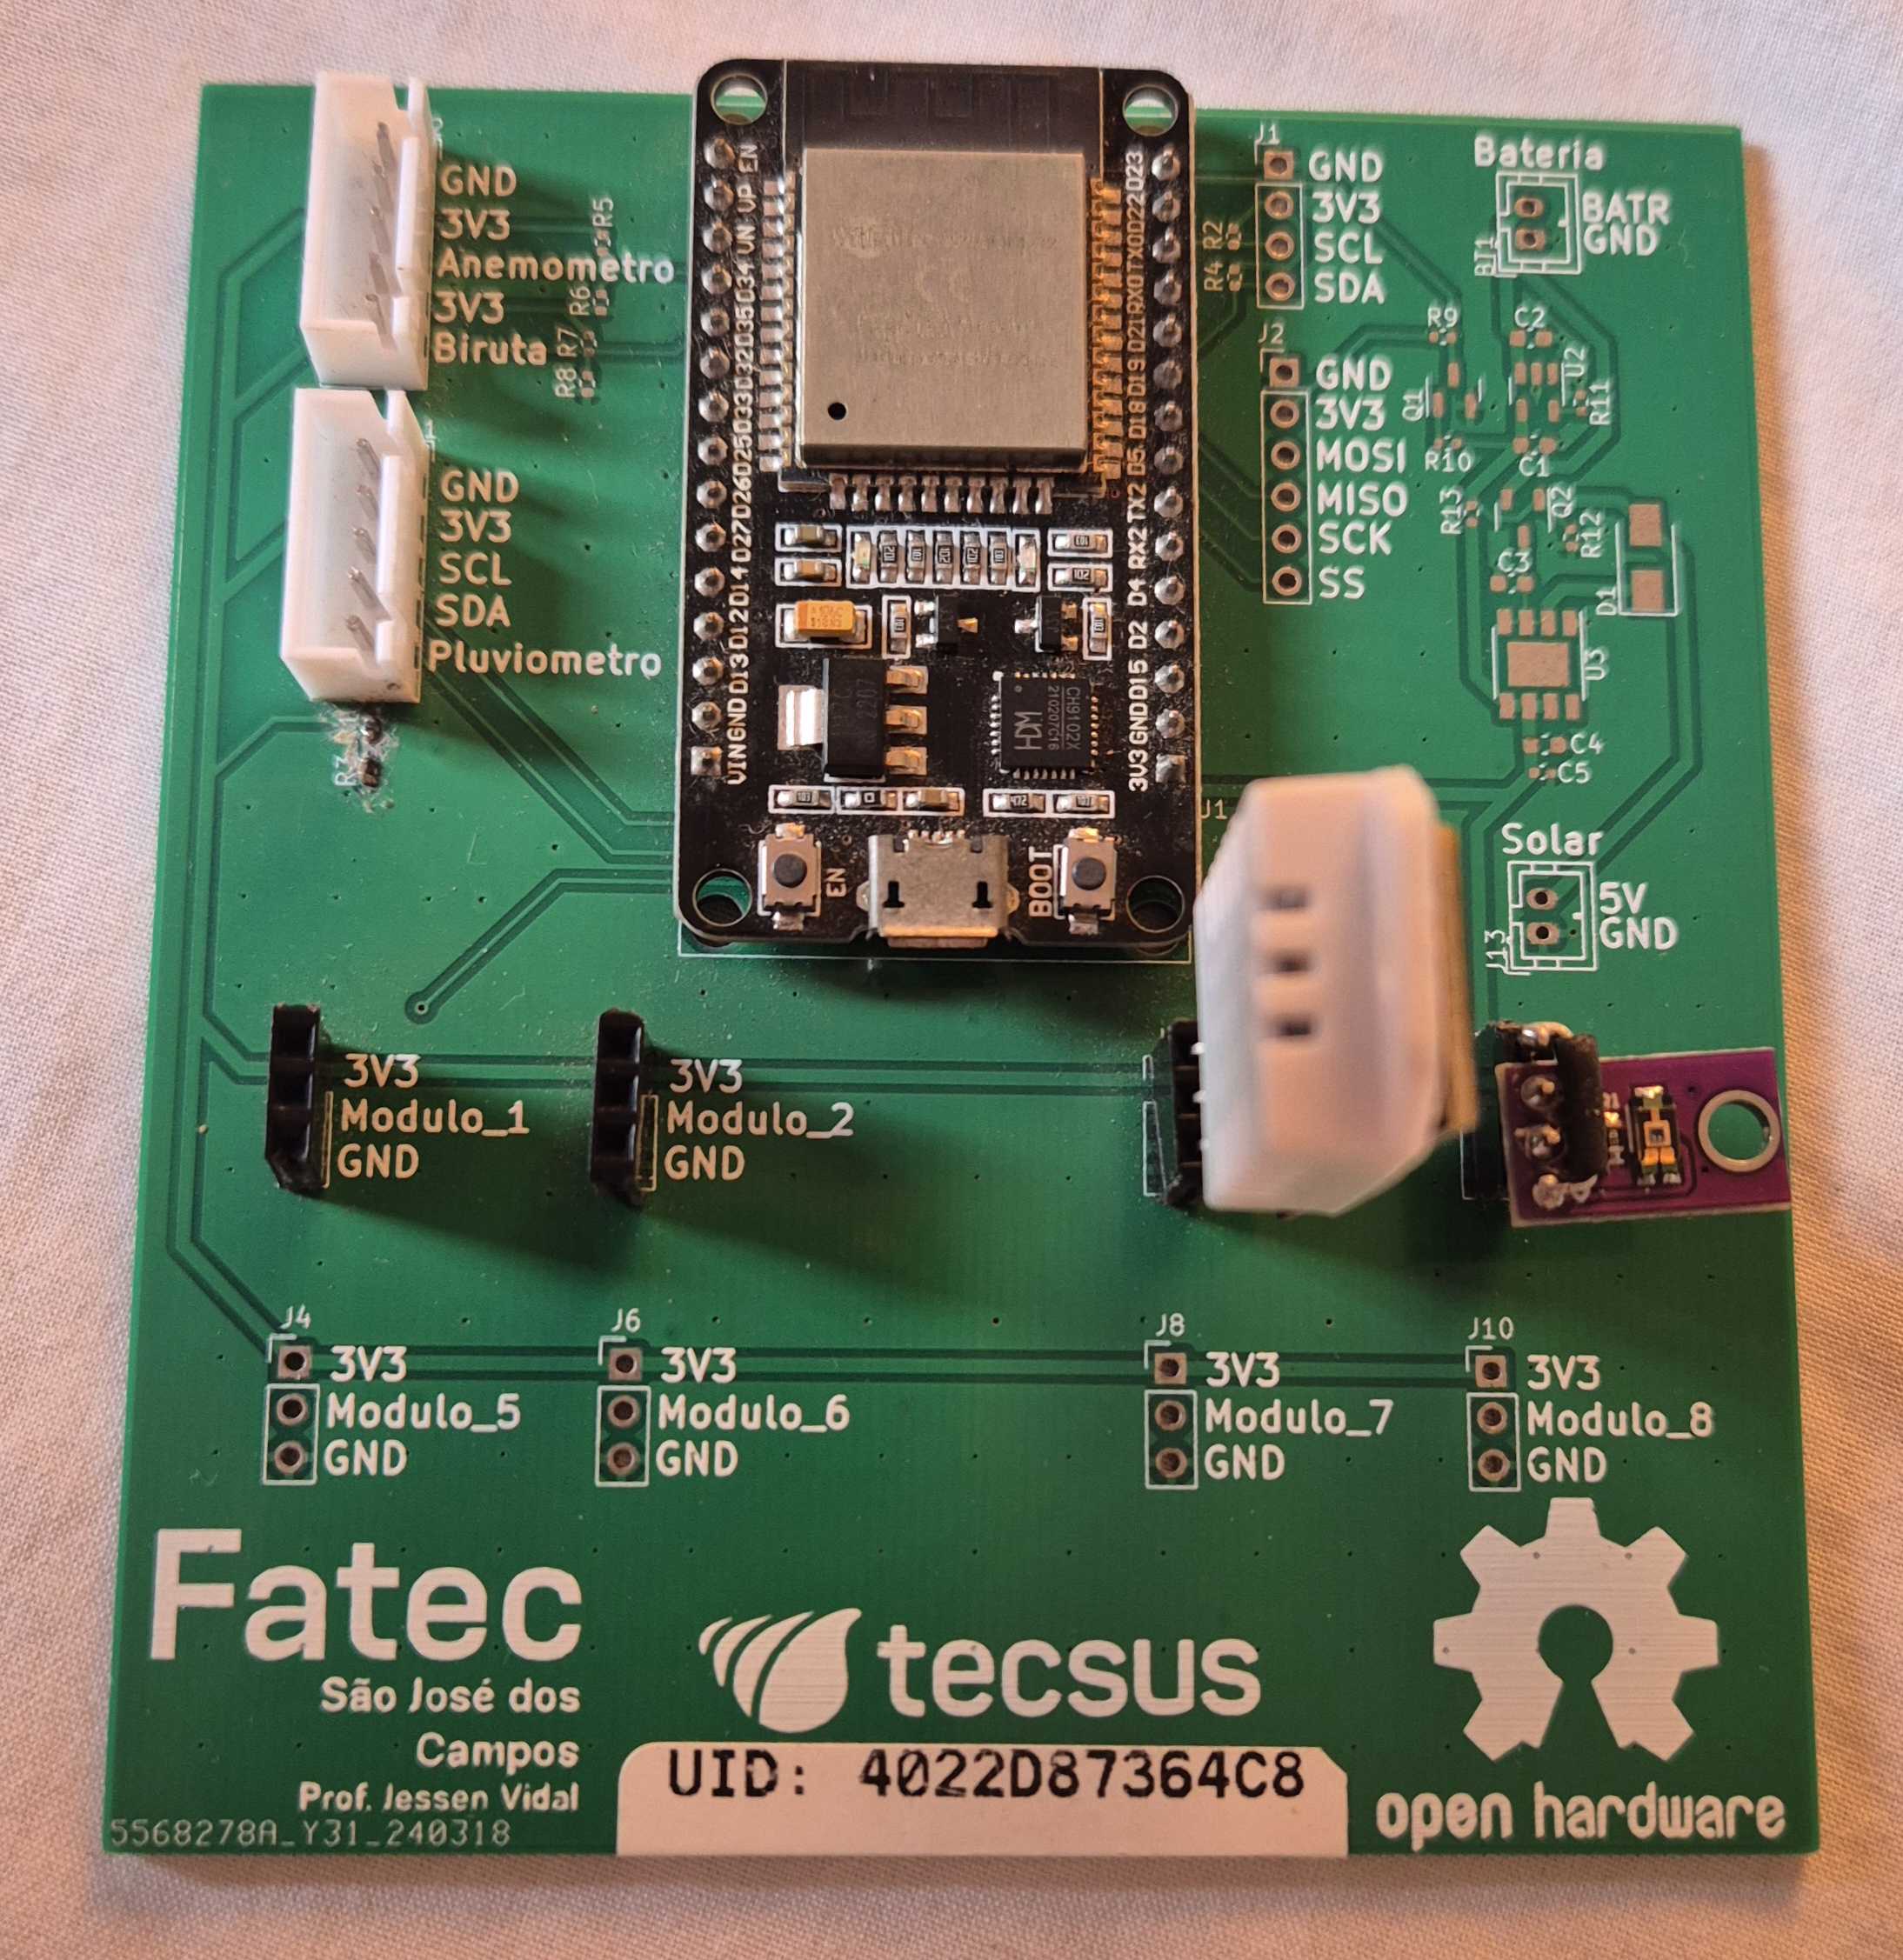 GND
3V3
Anemometro
3V3
Biruta
R5
R6
R7
R8
GND
3V3
SCL
SDA
Pluviometro
R3
EN
VP
VN
D34
D35
D32
D33
D25
D26
D27
D14
D12
D13
GND
VIN
D23
D22
TX0
RX0
D21
D19
D18
D5
TX2
RX2
D4
D2
D15
GND
3V3
CH9102X
EN
BOOT
J1
GND
3V3
SCL
SDA
R2
R4
J2
GND
3V3
MOSI
MISO
SCK
SS
Bateria
BATR
GND
R9
C2
U2
Q1
R11
R10
C1
R13
Q2
R12
C3
D1
U3
C4
C5
Solar
5V
GND
J13
3V3
Modulo_1
GND
3V3
Modulo_2
GND
J4
3V3
Modulo_5
GND
J6
3V3
Modulo_6
GND
J8
3V3
Modulo_7
GND
J10
3V3
Modulo_8
GND
Fatec
São José dos
Campos
Prof. Jessen Vidal
5568278A_Y31_240318
tecsus
UID: 4022D87364C8
open hardware